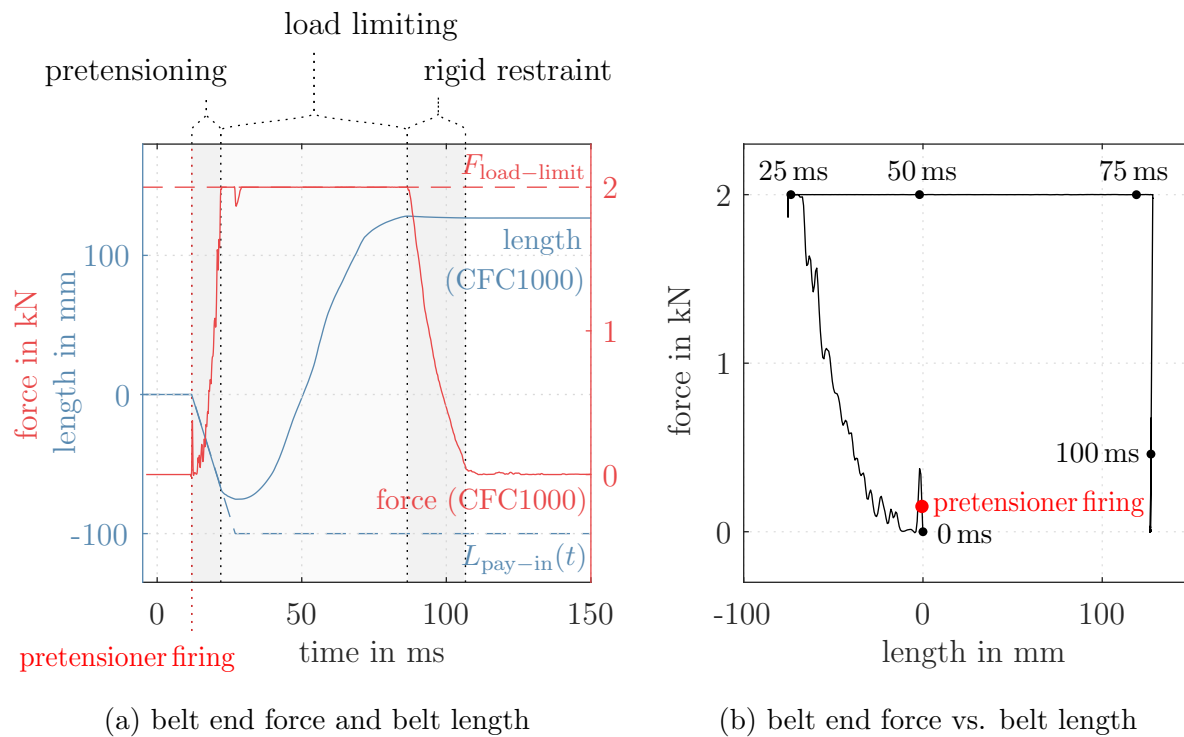 load limiting
pretensioning
rigid restraint
F_load−limit
length
(CFC1000)
force (CFC1000)
L_pay−in(t)
force in kN
length in mm
100
0
-100
2
1
0
0
50
100
150
time in ms
pretensioner firing
(a) belt end force and belt length
25 ms
50 ms
75 ms
100 ms
pretensioner firing
0 ms
force in kN
2
1
0
-100
0
100
length in mm
(b) belt end force vs. belt length